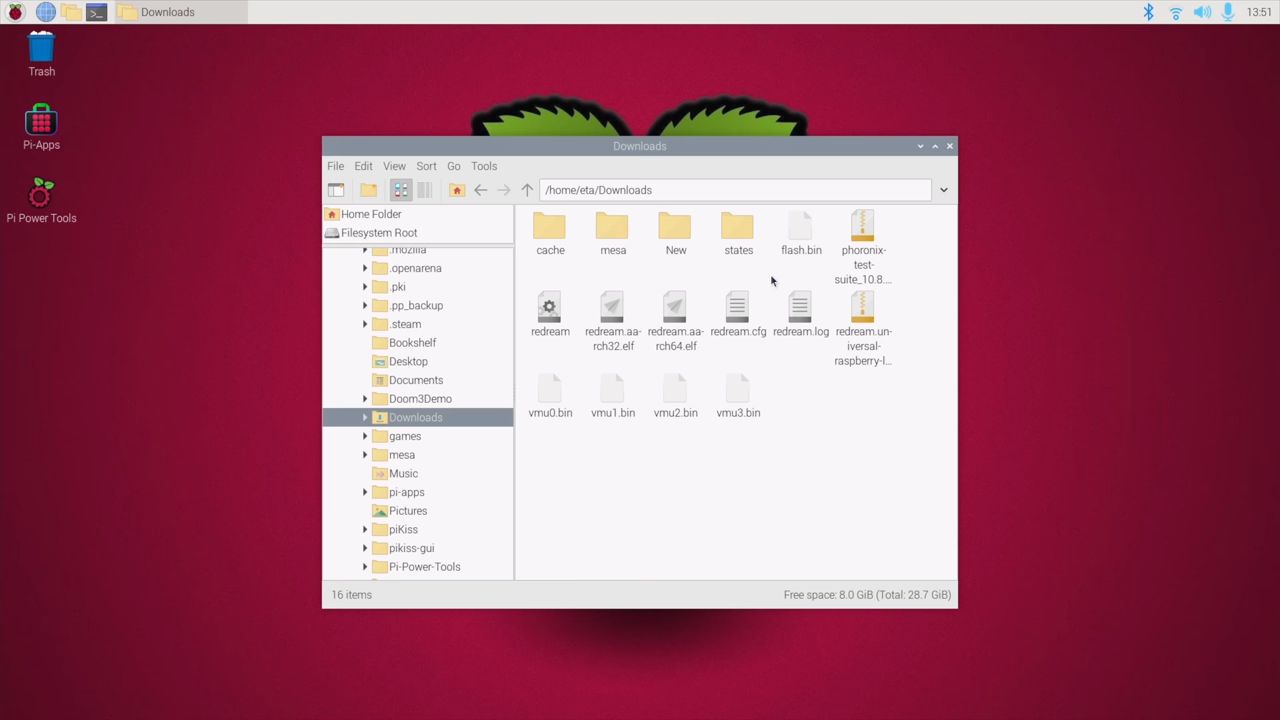 Downloads
13:51
Trash
Pi-Apps
Pi Power Tools
Downloads
File Edit View Sort Go Tools
/home/eta/Downloads
Home Folder
Filesystem Root
.mozilla
.openarena
.pki
.pp_backup
.steam
Bookshelf
Desktop
Documents
Doom3Demo
Downloads
games
mesa
Music
pi-apps
Pictures
piKiss
pikiss-gui
Pi-Power-Tools
cache mesa New states flash.bin phoronix-
test-
suite_10.8....
redream redream.aa- redream.aa- redream.cfg redream.log redream.un-
rch32.elf rch64.elf iversal-
raspberry-l...
vmu0.bin vmu1.bin vmu2.bin vmu3.bin
16 items Free space: 8.0 GiB (Total: 28.7 GiB)